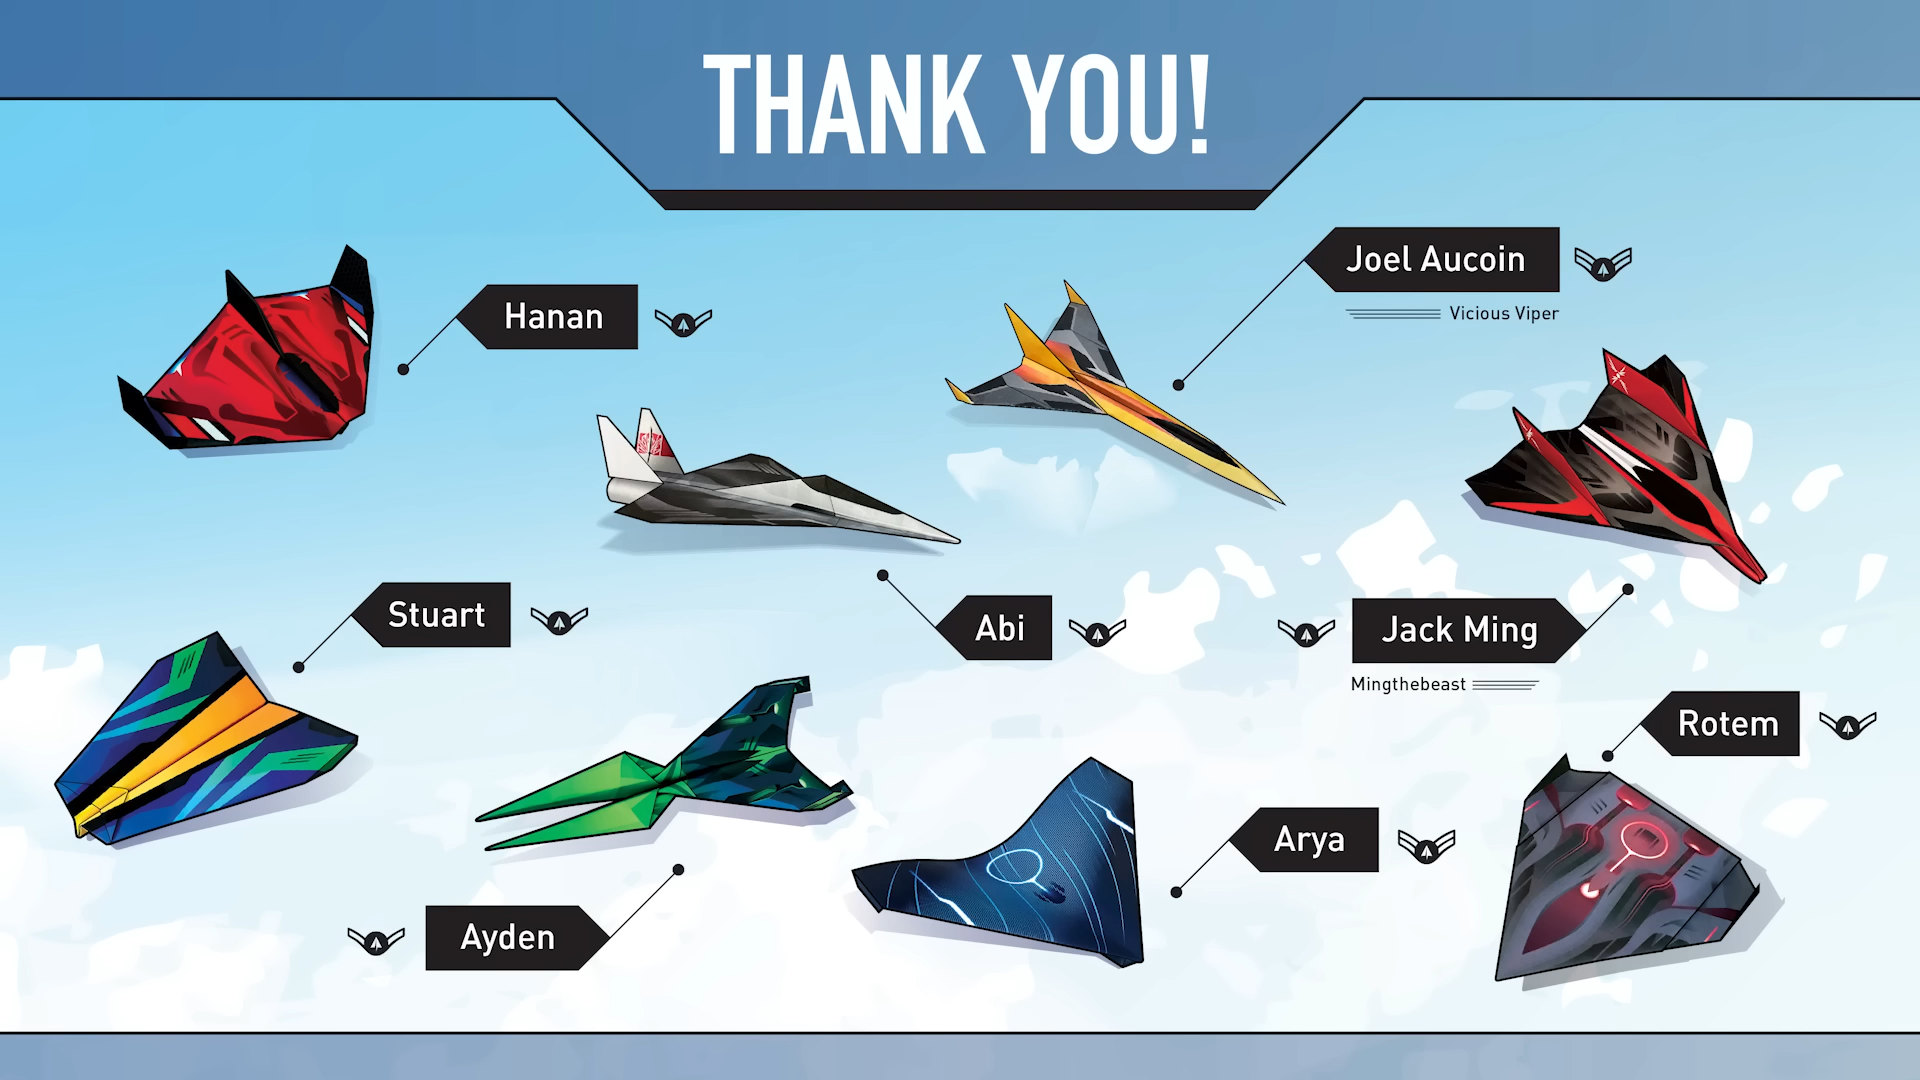 THANK YOU!
Joel Aucoin
Vicious Viper
Hanan
Stuart
Abi
Jack Ming
Mingthebeast
Rotem
Arya
Ayden